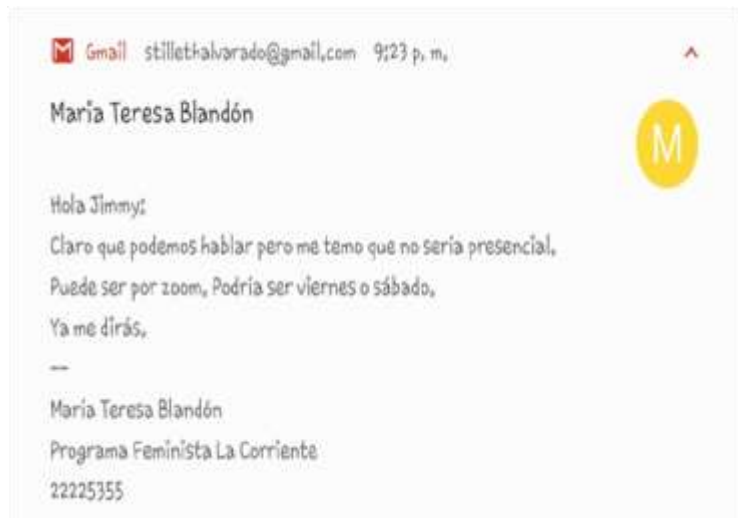 Gmail stillethalvarado@gmail.com 9:23 p. m.
María Teresa Blandón
M
Hola Jimmy:
Claro que podemos hablar pero me temo que no sería presencial.
Puede ser por zoom. Podría ser viernes o sábado.
Ya me dirás.
--
María Teresa Blandón
Programa Feminista La Corriente
22225355